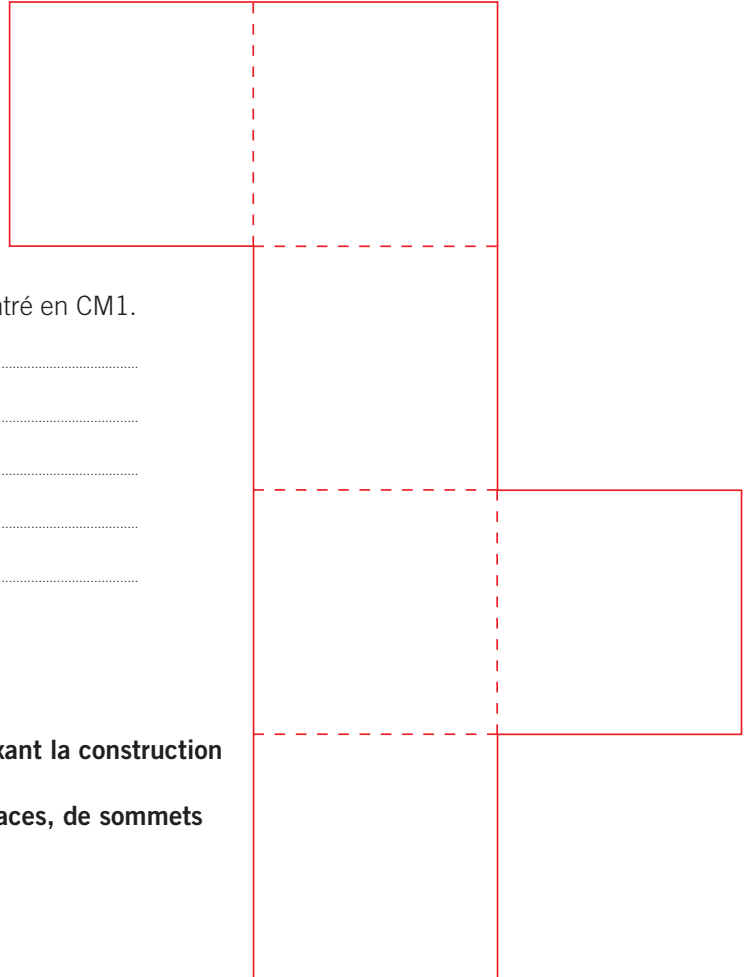 ntré en CM1.
xant la construction
aces, de sommets